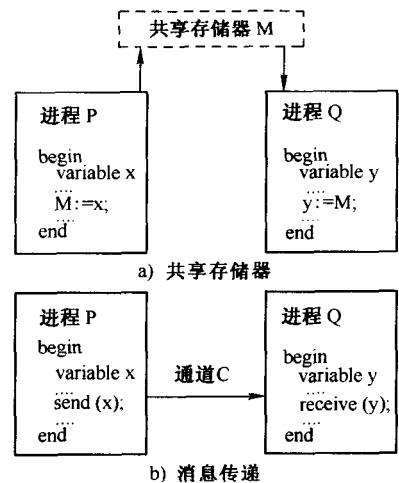 共享存储器 M
进程 P
begin
variable x
....
M:=x;
....
end
进程 Q
begin
variable y
....
y:=M;
....
end
a) 共享存储器
进程 P
begin
variable x
....
send (x);
....
end
通道C
进程 Q
begin
variable y
....
receive (y);
....
end
b) 消息传递